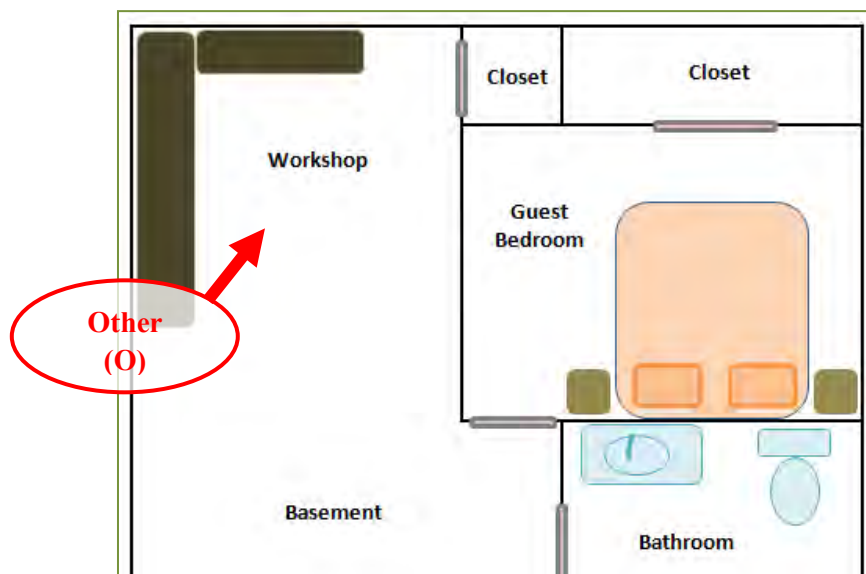 Closet
Closet
Workshop
Guest
Bedroom
Other
(O)
Basement
Bathroom